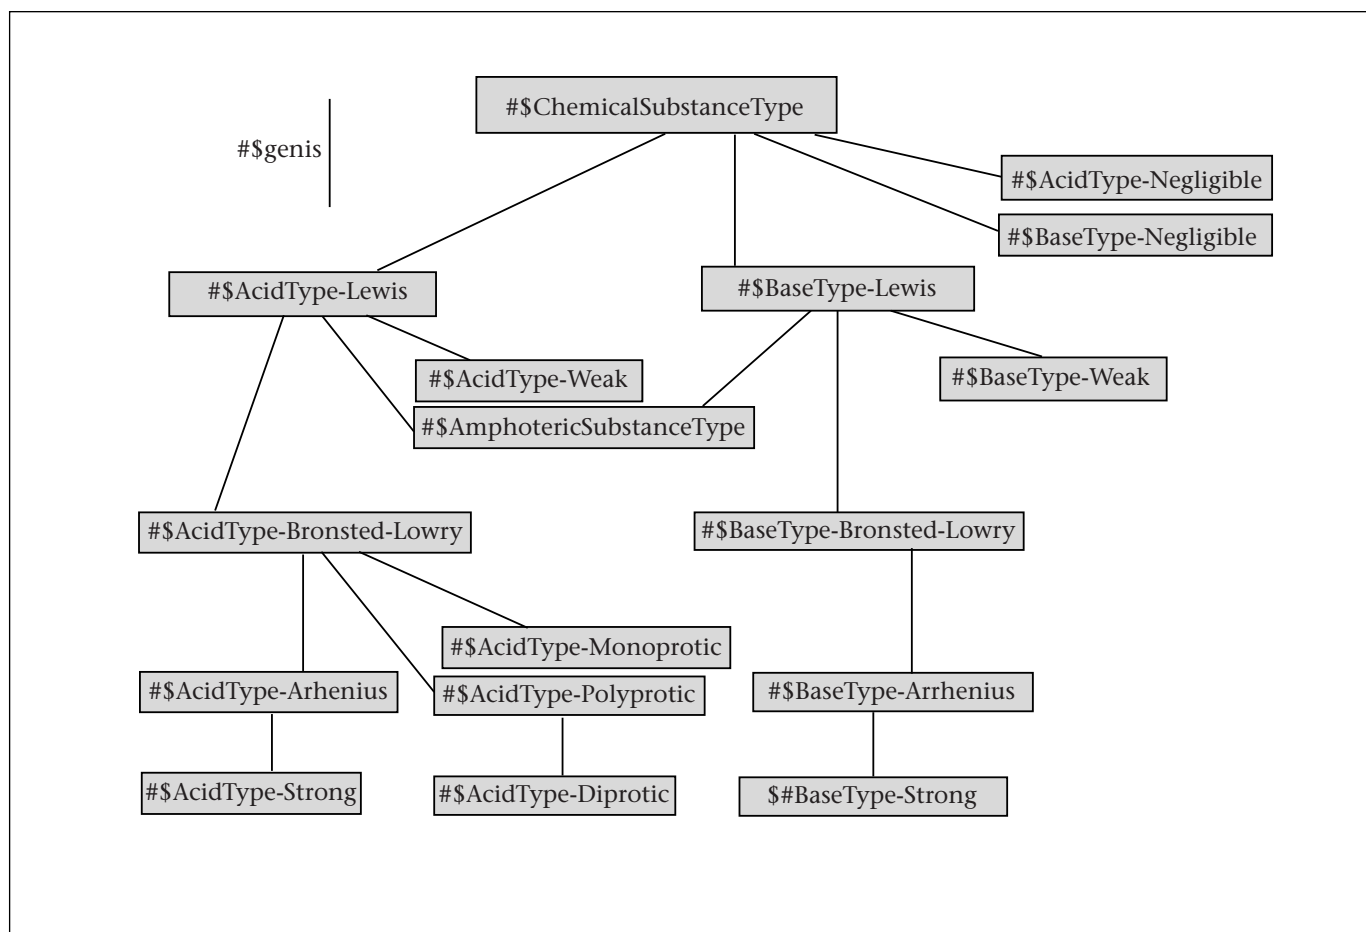 #$ChemicalSubstanceType
#$genis
#$AcidType-Negligible
#$BaseType-Negligible
#$AcidType-Lewis
#$BaseType-Lewis
#$AcidType-Weak
#$BaseType-Weak
#$AmphotericSubstanceType
#$AcidType-Bronsted-Lowry
#$BaseType-Bronsted-Lowry
#$AcidType-Monoprotic
#$AcidType-Arhenius
#$AcidType-Polyprotic
#$BaseType-Arrhenius
#$AcidType-Strong
#$AcidType-Diprotic
$#BaseType-Strong